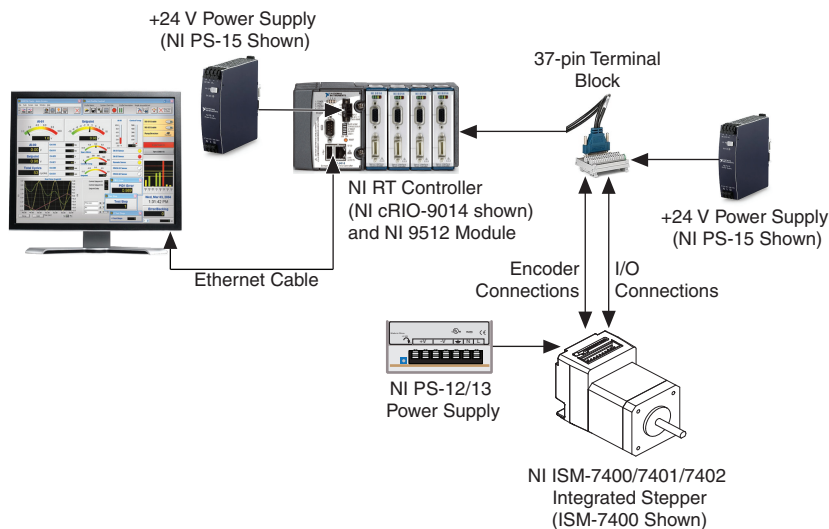 +24 V Power Supply
(NI PS-15 Shown)
37-pin Terminal
Block
NI RT Controller
(NI cRIO-9014 shown)
and NI 9512 Module
+24 V Power Supply
(NI PS-15 Shown)
Ethernet Cable
Encoder
Connections
I/O
Connections
NI PS-12/13
Power Supply
NI ISM-7400/7401/7402
Integrated Stepper
(ISM-7400 Shown)